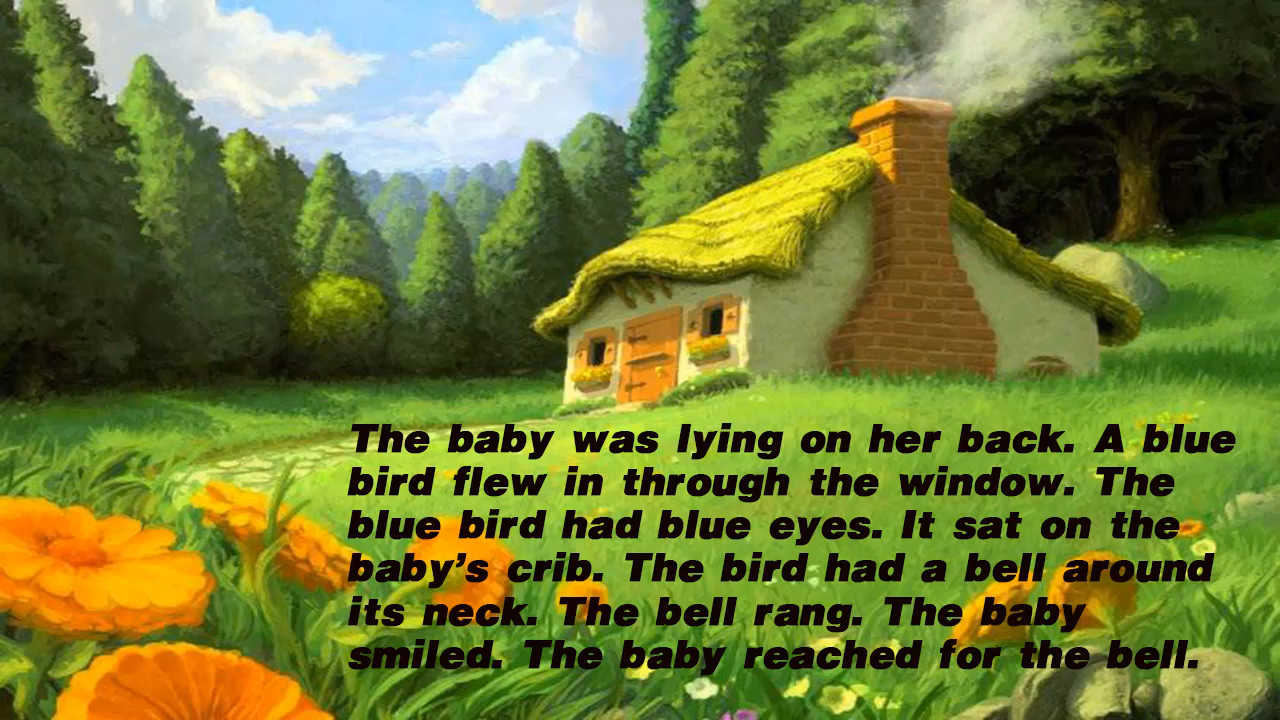 The baby was lying on her back. A blue
bird flew in through the window. The
blue bird had blue eyes. It sat on the
baby’s crib. The bird had a bell around
its neck. The bell rang. The baby
smiled. The baby reached for the bell.